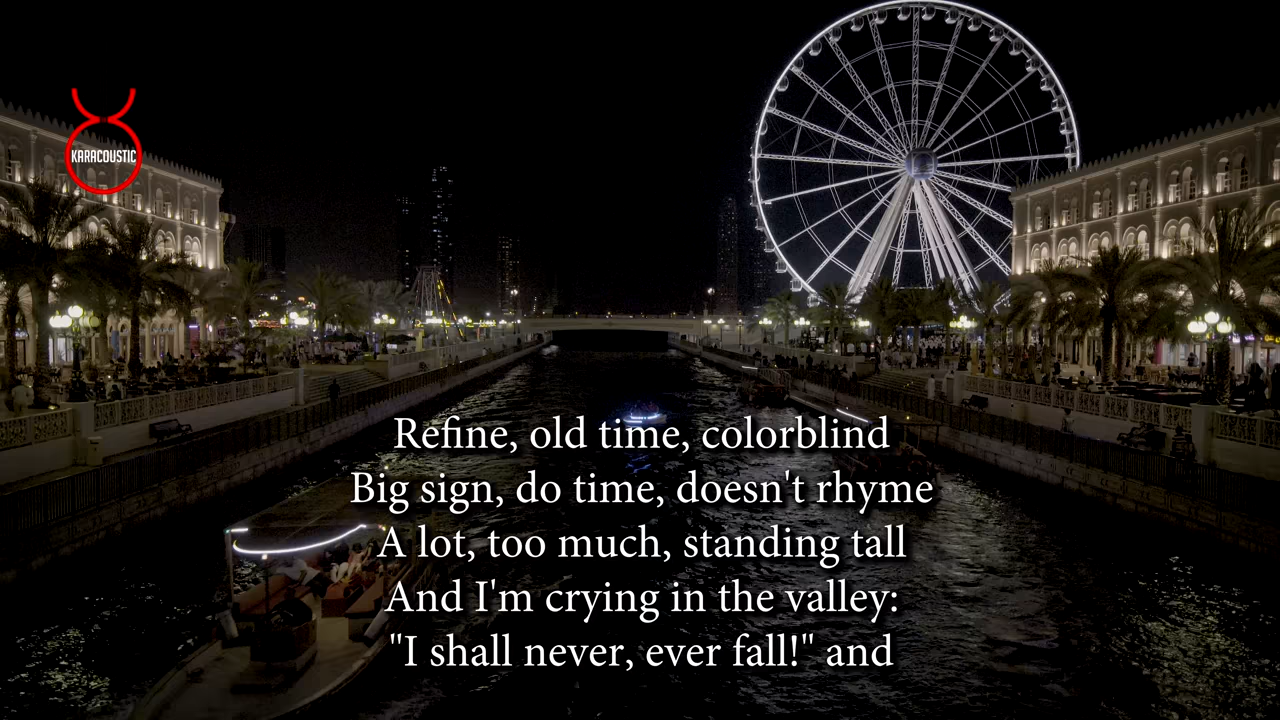 KARACOUSTIC
Refine, old time, colorblind
Big sign, do time, doesn't rhyme
A lot, too much, standing tall
And I'm crying in the valley:
"I shall never, ever fall!" and